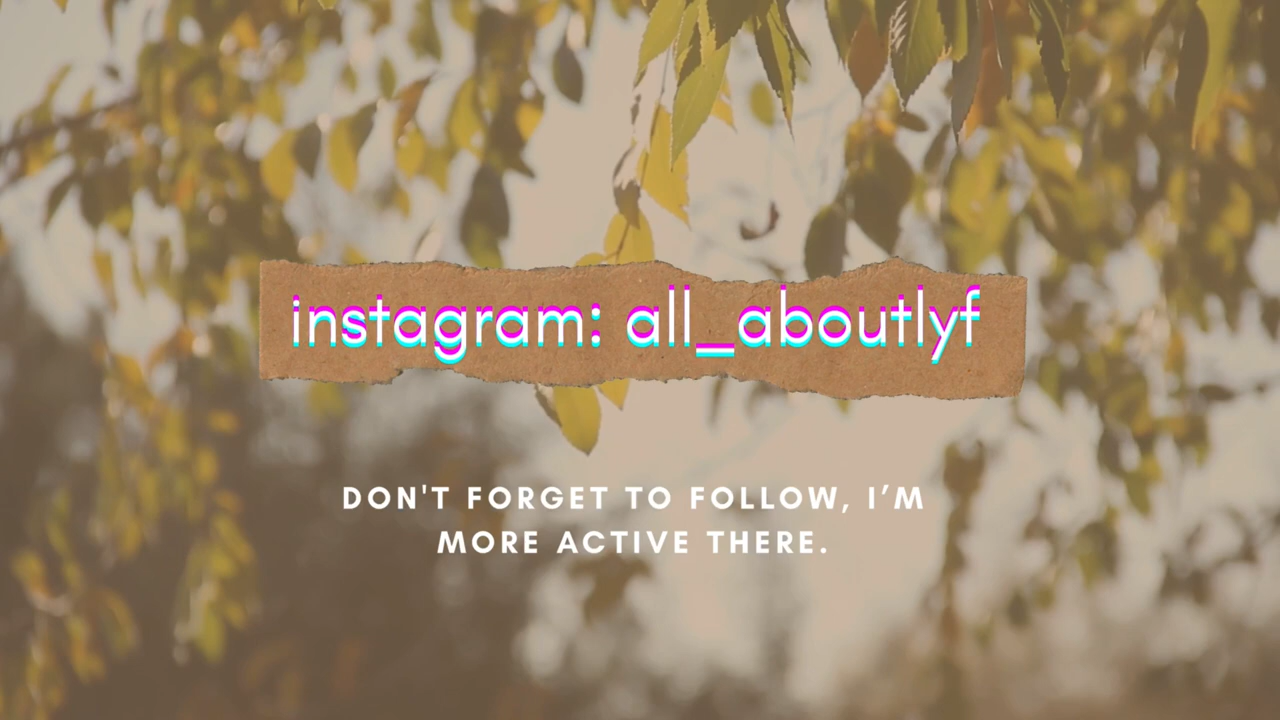 instagram: all_aboutlyf
DON'T FORGET TO FOLLOW, I’M
MORE ACTIVE THERE.